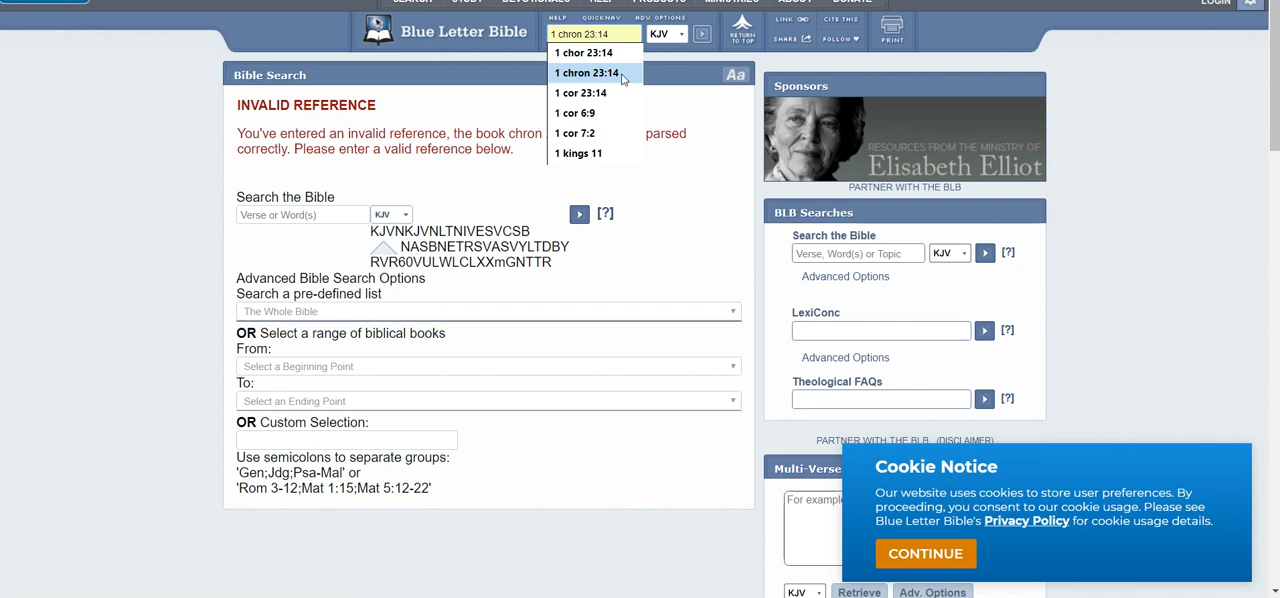 LOGIN
HELP QUICKNAV ADV. OPTIONS
Blue Letter Bible
1 chron 23:14
KJV
RETURN TO TOP
LINK
CITE THIS
SHARE
FOLLOW
PRINT
1 chor 23:14
1 chron 23:14
1 cor 23:14
1 cor 6:9
1 cor 7:2
1 kings 11
Bible Search
Aa
INVALID REFERENCE
You've entered an invalid reference, the book chron parsed
correctly. Please enter a valid reference below.
Search the Bible
Verse or Word(s)
KJV
[?]
KJVNKJVNLTNIVESVCSB
NASBNETRSVASVYLTDBY
RVR60VULWLCLXXmGNTTR
Advanced Bible Search Options
Search a pre-defined list
The Whole Bible
OR Select a range of biblical books
From:
Select a Beginning Point
To:
Select an Ending Point
OR Custom Selection:
Use semicolons to separate groups:
'Gen;Jdg;Psa-Mal' or
'Rom 3-12;Mat 1:15;Mat 5:12-22'
Sponsors
RESOURCES FROM THE MINISTRY OF
Elisabeth Elliot
PARTNER WITH THE BLB
BLB Searches
Search the Bible
Verse, Word(s) or Topic
KJV
[?]
Advanced Options
LexiConc
[?]
Advanced Options
Theological FAQs
[?]
PARTNER WITH THE BLB (DISCLAIMER)
Multi-Verse
For example
KJV
Retrieve
Adv. Options
Cookie Notice
Our website uses cookies to store user preferences. By
proceeding, you consent to our cookie usage. Please see
Blue Letter Bible's Privacy Policy for cookie usage details.
CONTINUE